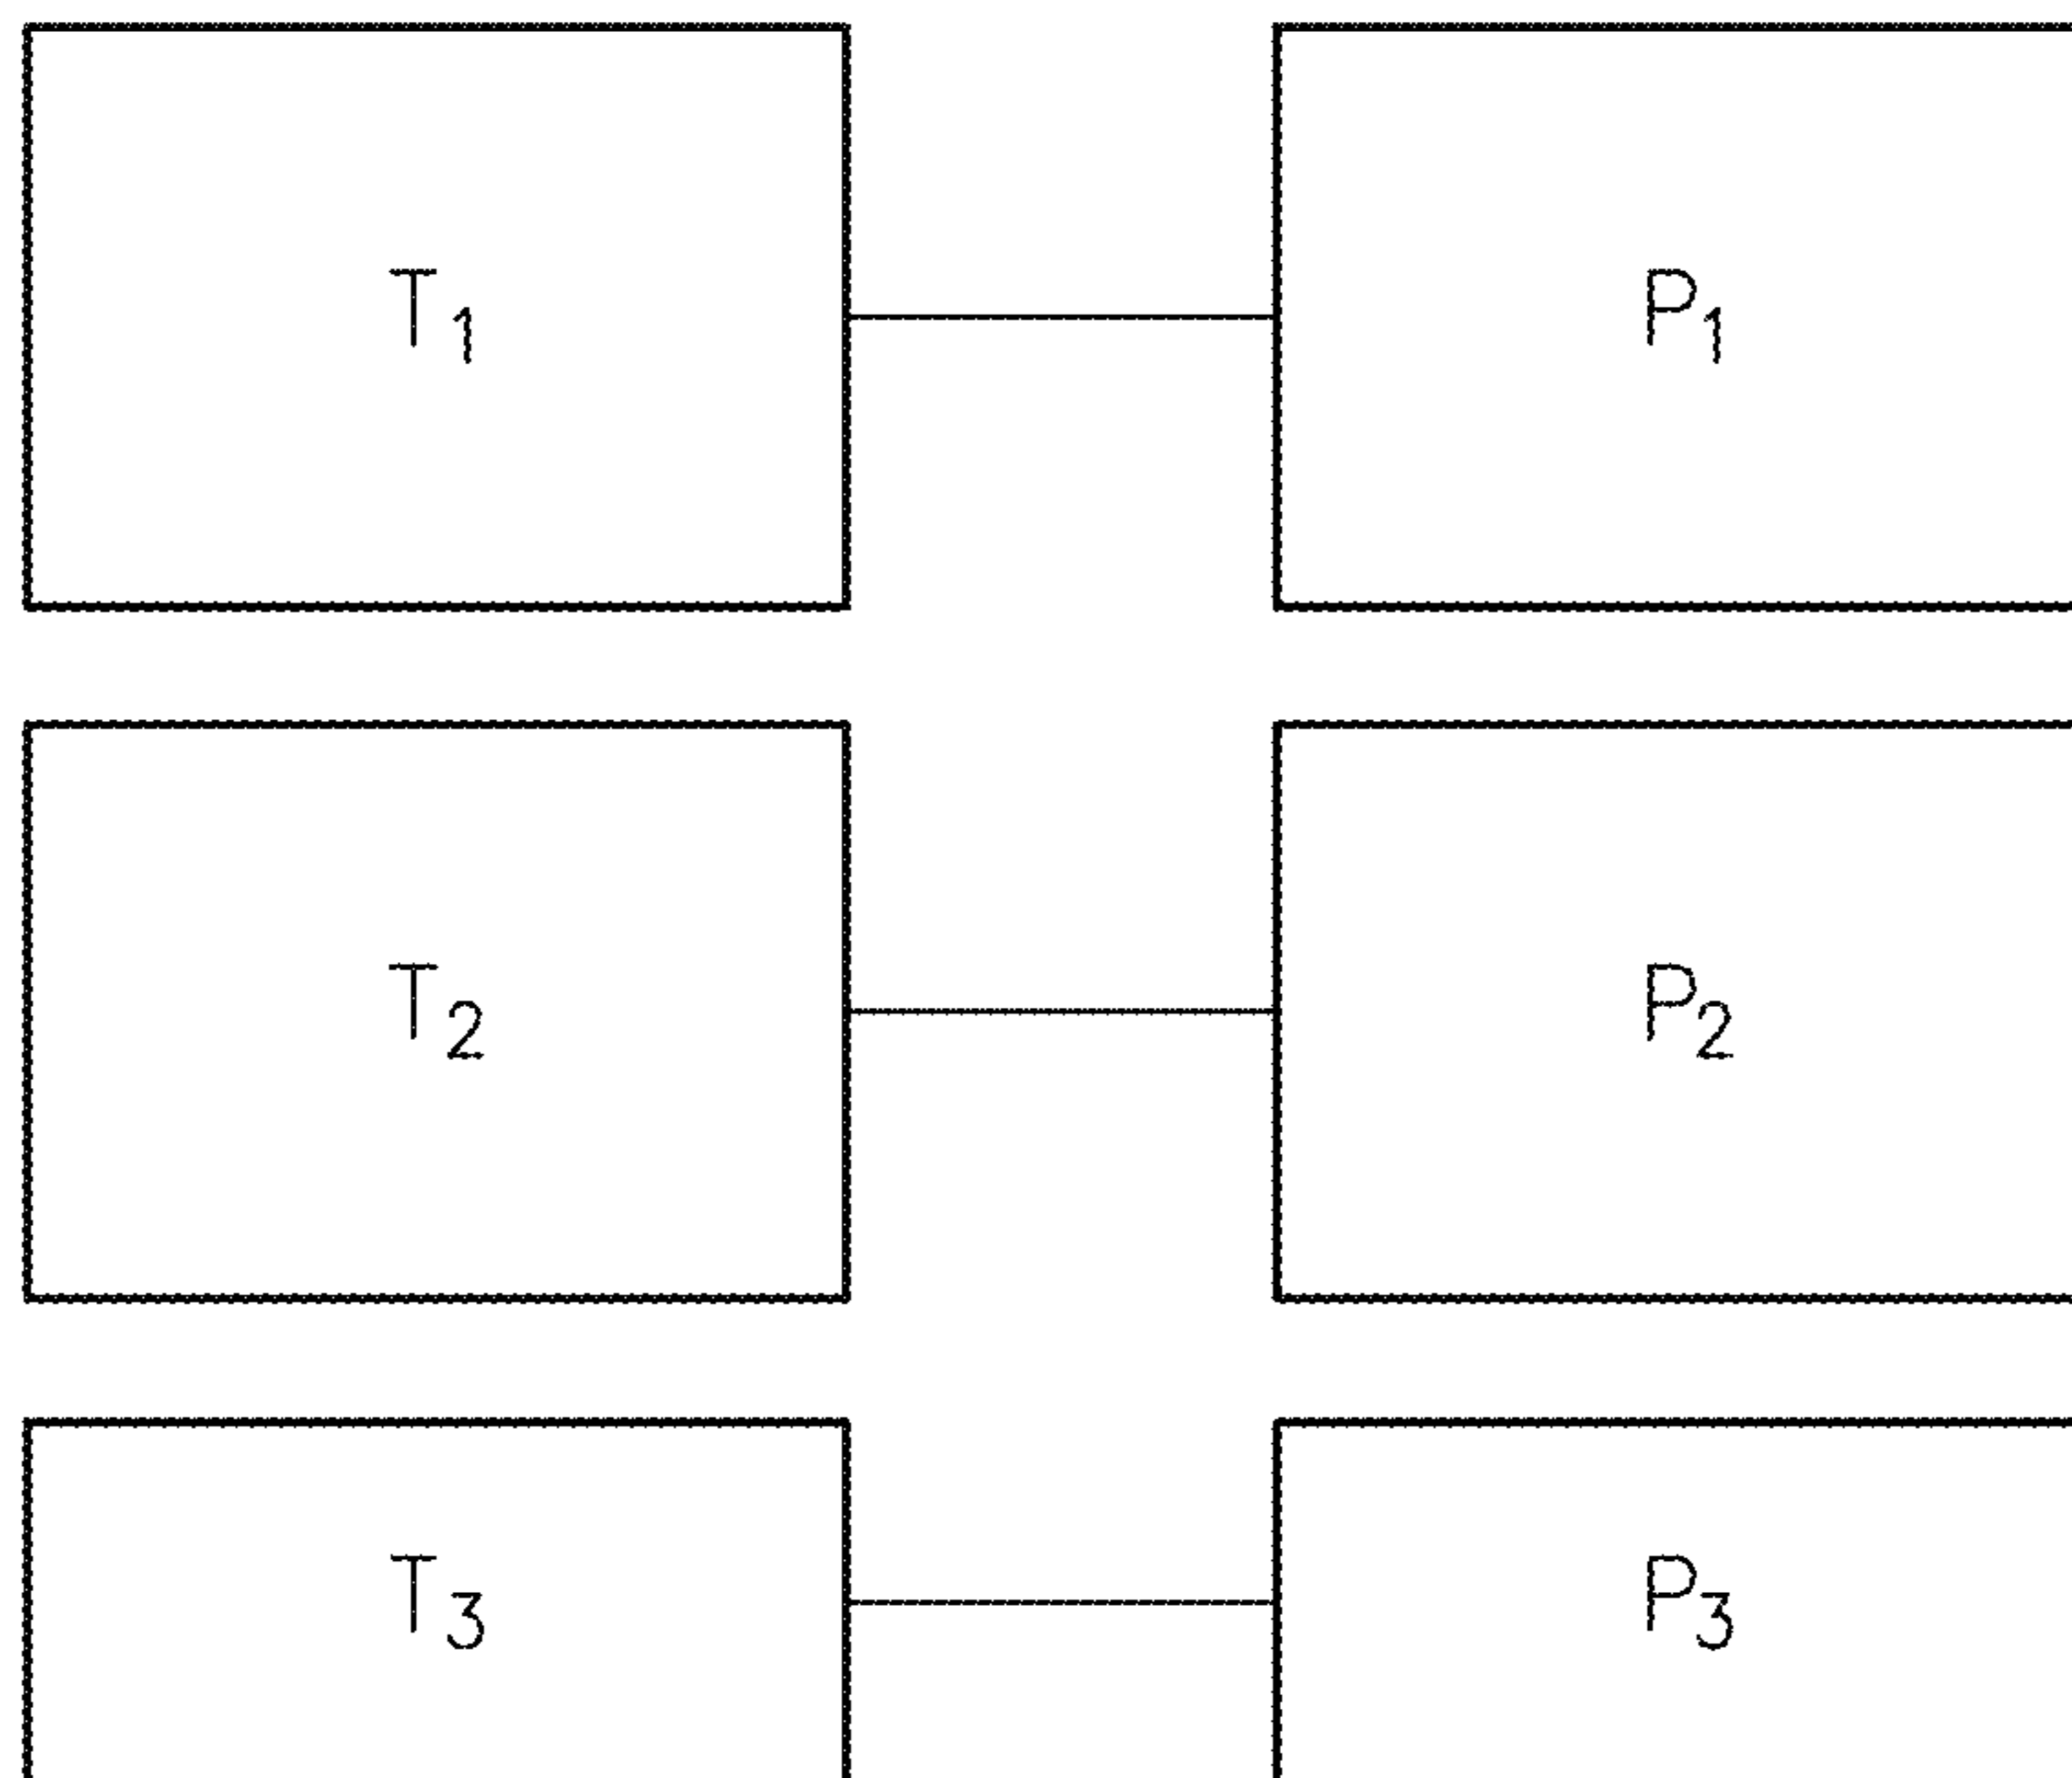 T₁ P₁
T₂ P₂
T₃ P₃